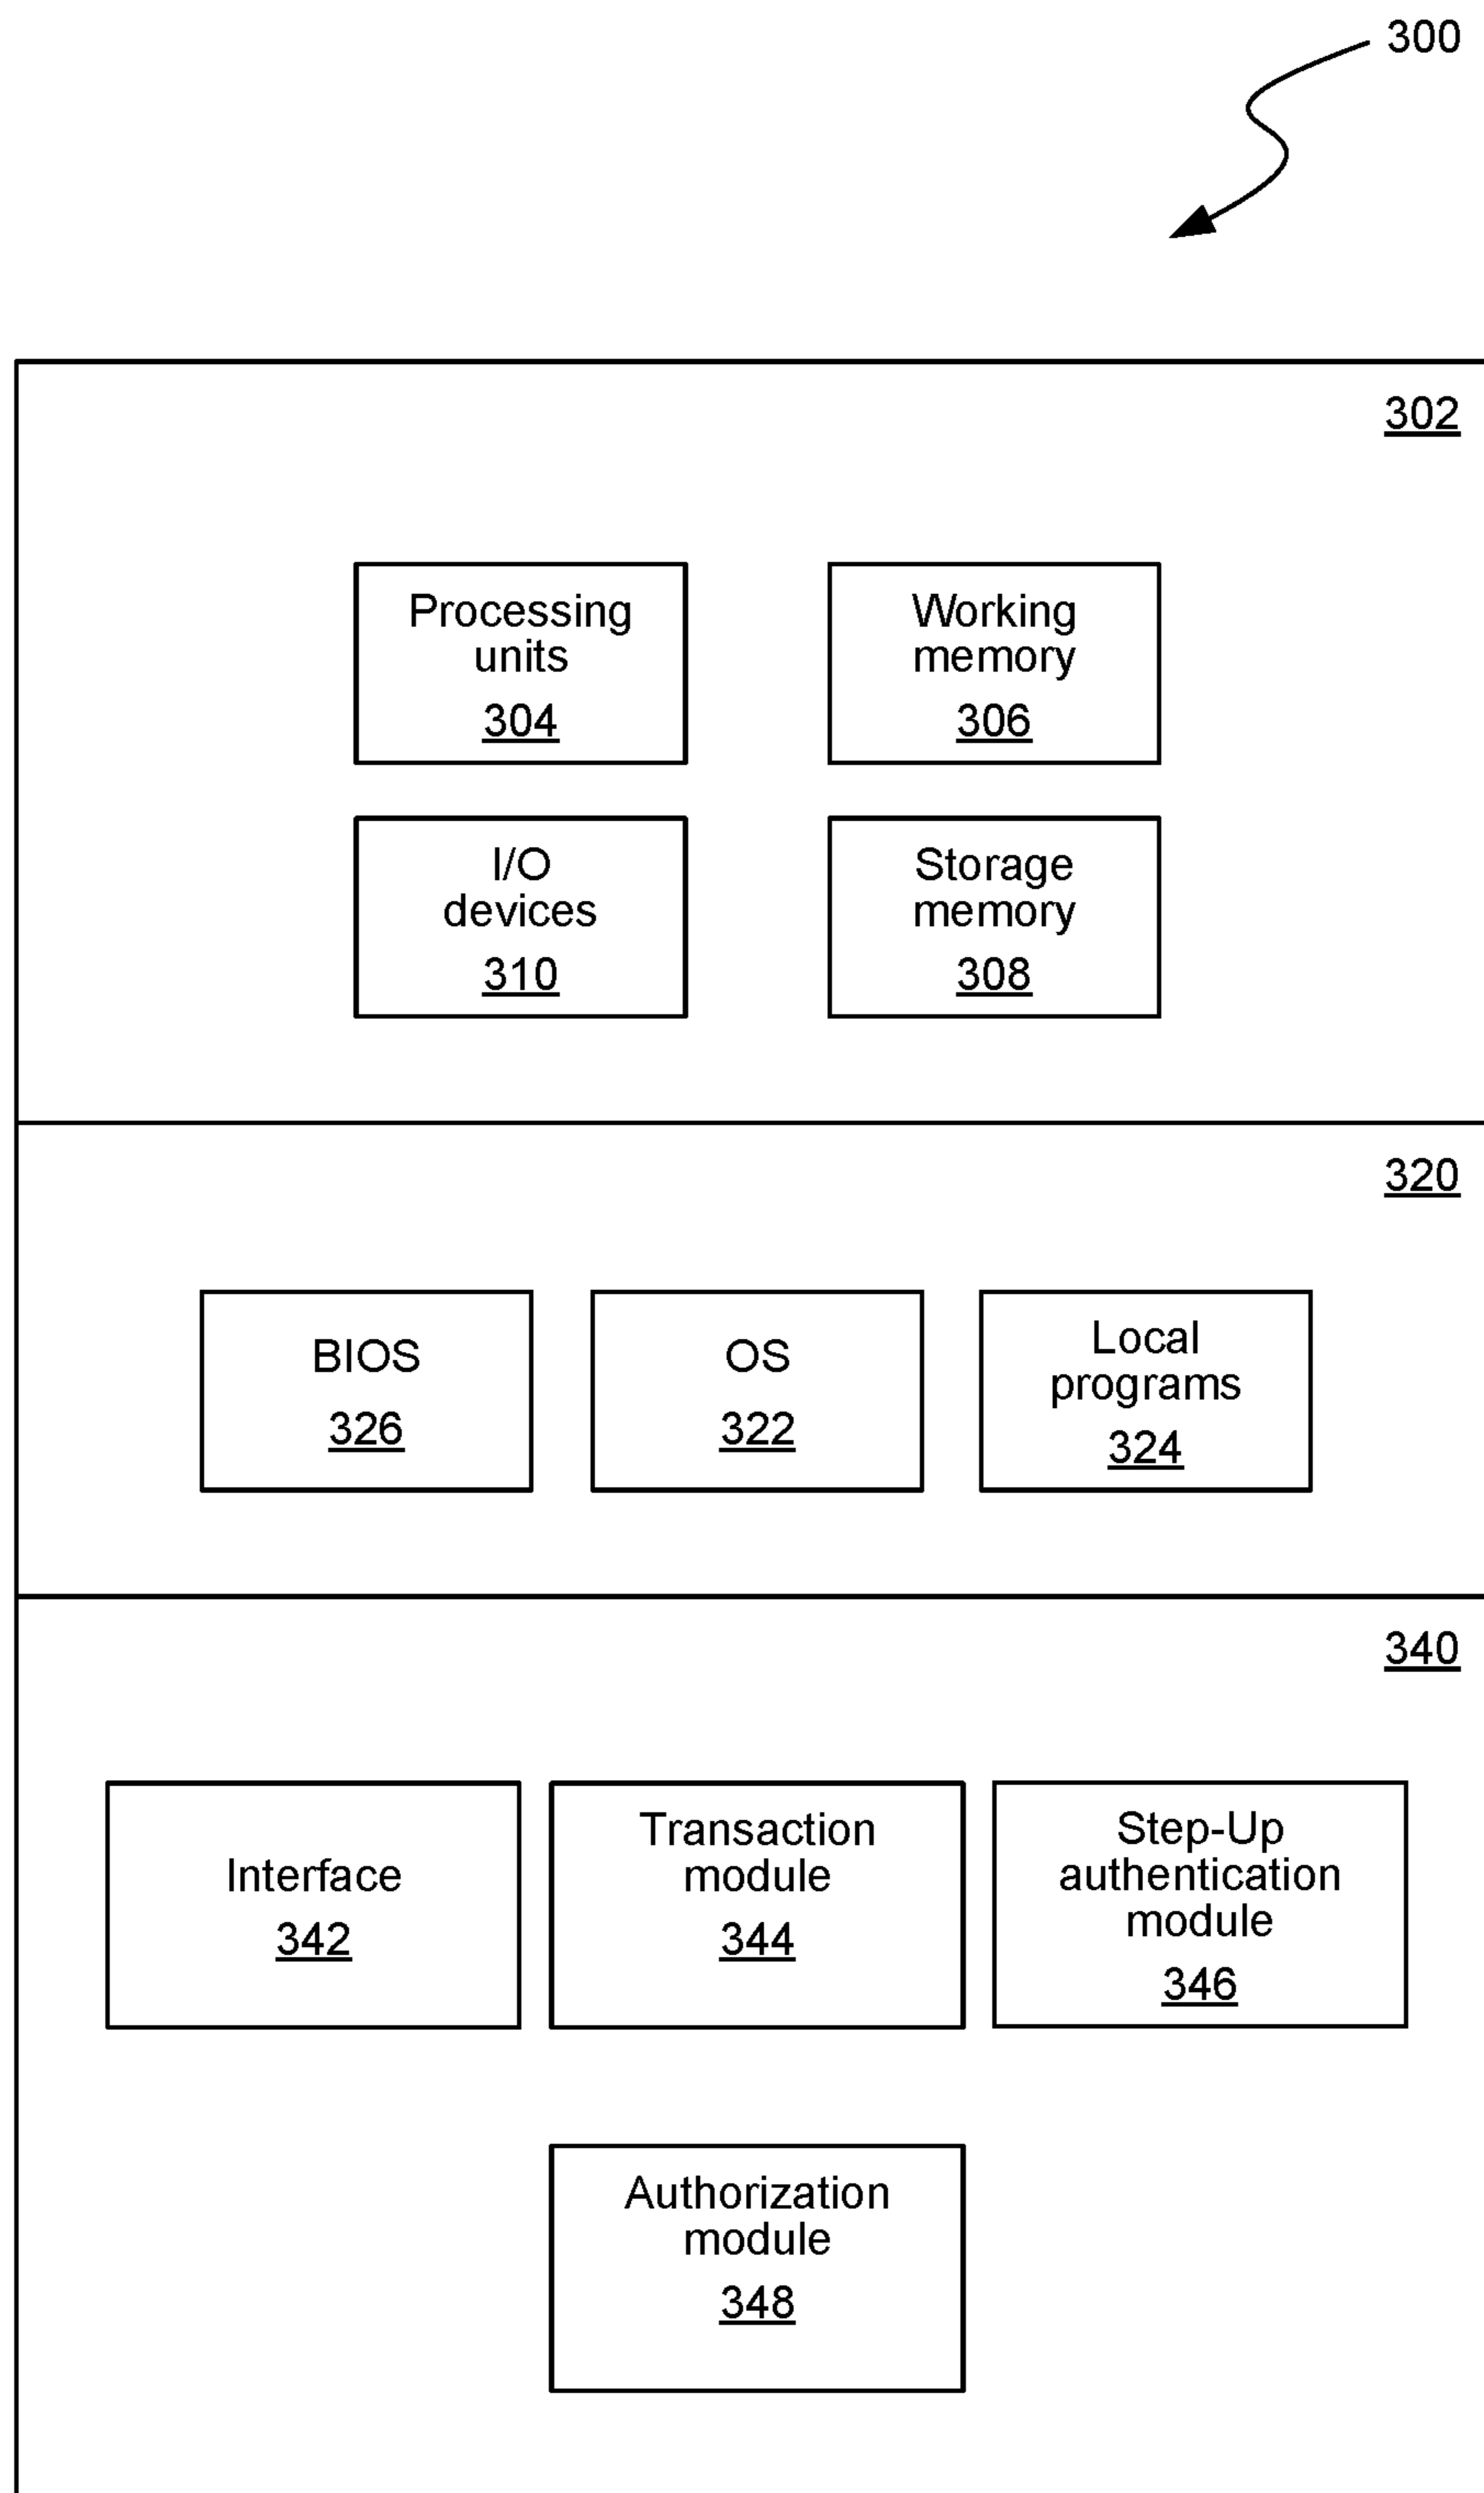 300
302
Processing
units
304
Working
memory
306
I/O
devices
310
Storage
memory
308
320
BIOS
326
OS
322
Local
programs
324
340
Interface
342
Transaction
module
344
Step-Up
authentication
module
346
Authorization
module
348